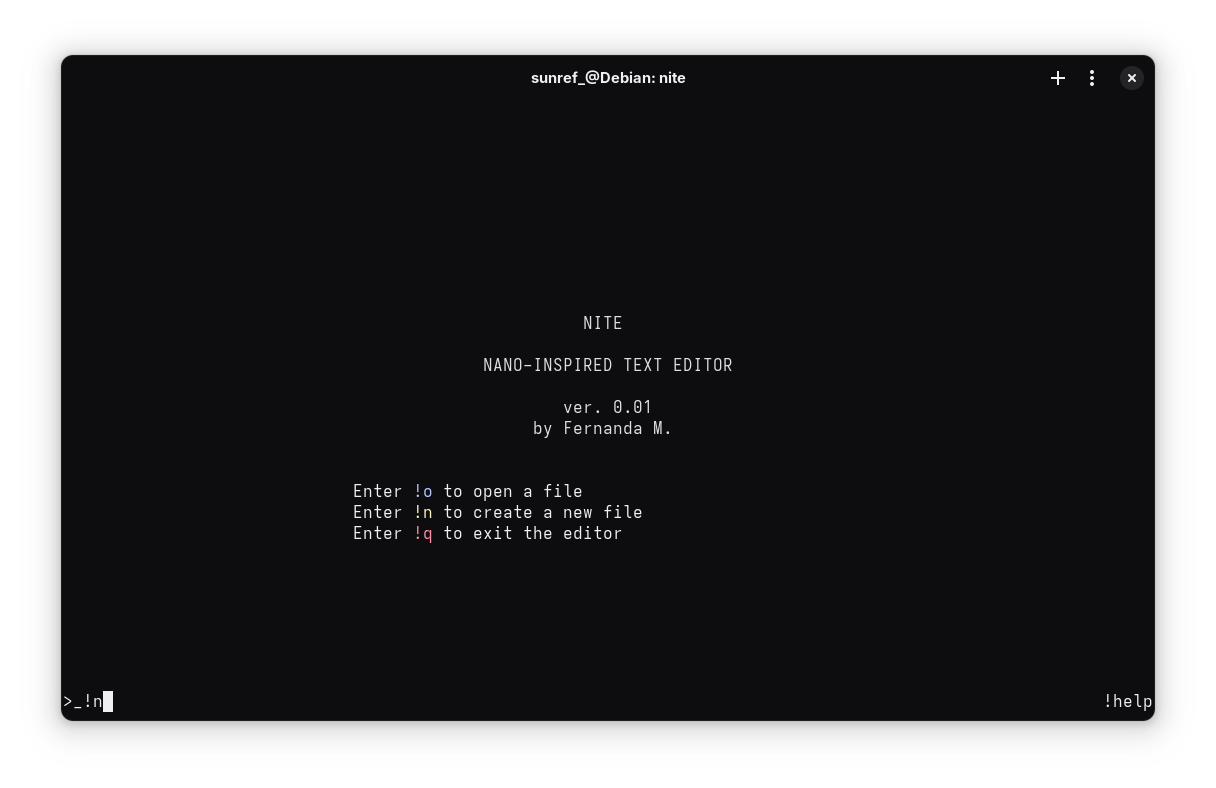 sunref_@Debian: nite
NITE
NANO-INSPIRED TEXT EDITOR
ver. 0.01
by Fernanda M.
Enter !o to open a file
Enter !n to create a new file
Enter !q to exit the editor
>_!n
!help